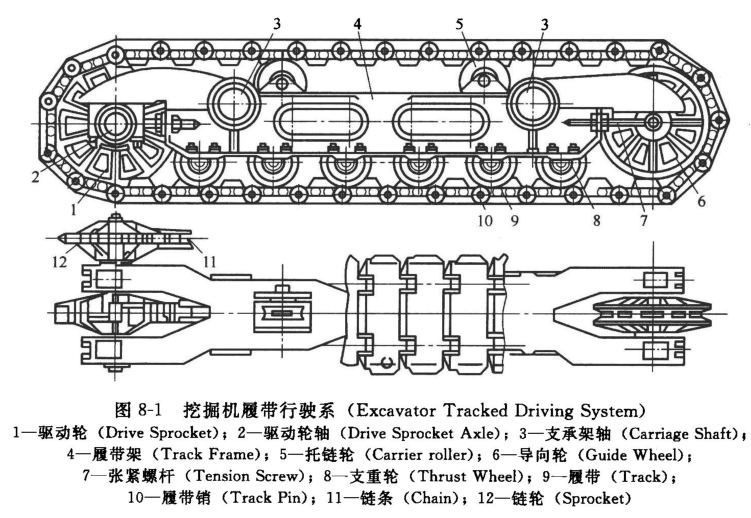 3 4 5 3
2 1 10 9 8 7 6
12 11
图 8-1 挖掘机履带行驶系（Excavator Tracked Driving System）
1—驱动轮（Drive Sprocket）；2—驱动轮轴（Drive Sprocket Axle）；3—支承架轴（Carriage Shaft）；
4—履带架（Track Frame）；5—托链轮（Carrier roller）；6—导向轮（Guide Wheel）；
7—张紧螺杆（Tension Screw）；8—支重轮（Thrust Wheel）；9—履带（Track）；
10—履带销（Track Pin）；11—链条（Chain）；12—链轮（Sprocket）